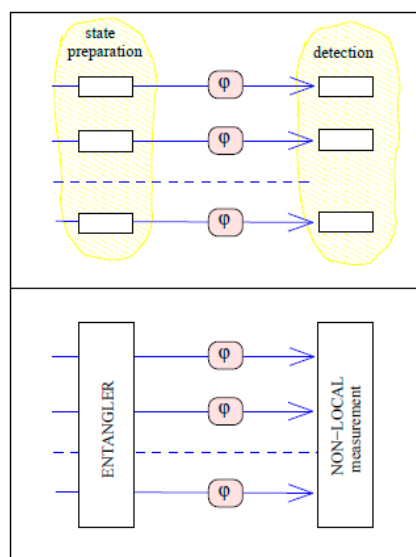 state
preparation
detection
φ
φ
φ
ENTANGLER
φ
φ
φ
NON−LOCAL
measurement